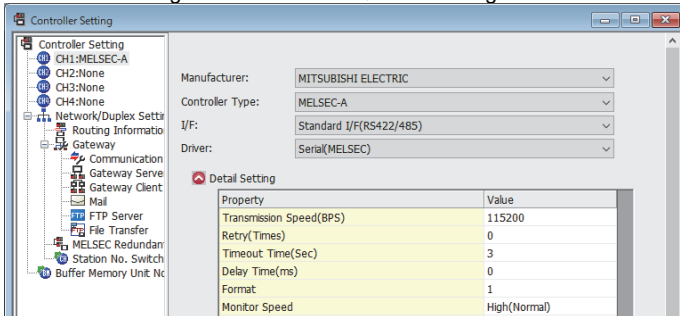 Controller Setting
Controller Setting
CH1:MELSEC-A
CH2:None
CH3:None
CH4:None
Network/Duplex Settin
Routing Informatio
Gateway
Communication
Gateway Serve
Gateway Client
Mail
FTP Server
File Transfer
MELSEC Redundan
Station No. Switch
Buffer Memory Unit No
Manufacturer: MITSUBISHI ELECTRIC
Controller Type: MELSEC-A
I/F: Standard I/F(RS422/485)
Driver: Serial(MELSEC)
Detail Setting
Property Value
Transmission Speed(BPS) 115200
Retry(Times) 0
Timeout Time(Sec) 3
Delay Time(ms) 0
Format 1
Monitor Speed High(Normal)